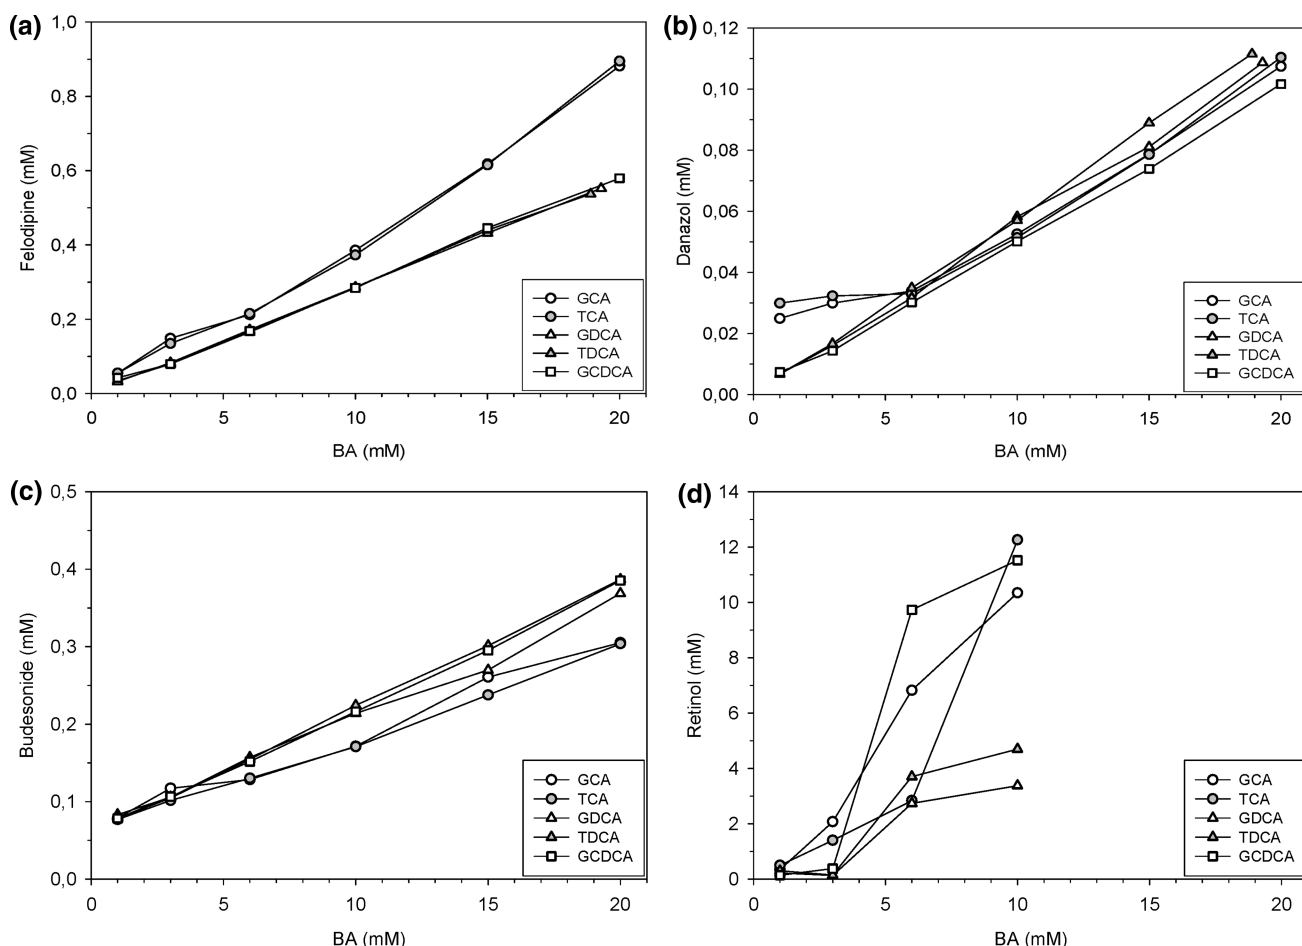 (a)
1,0
0,8
0,6
0,4
0,2
0,0
Felodipine (mM)
0 5 10 15 20
BA (mM)
GCA
TCA
GDCA
TDCA
GCDCA
(b)
0,12
0,10
0,08
0,06
0,04
0,02
0,00
Danazol (mM)
0 5 10 15 20
BA (mM)
GCA
TCA
GDCA
TDCA
GCDCA
(c)
0,5
0,4
0,3
0,2
0,1
0,0
Budesonide (mM)
0 5 10 15 20
BA (mM)
GCA
TCA
GDCA
TDCA
GCDCA
(d)
14
12
10
8
6
4
2
0
Retinol (mM)
0 5 10 15 20
BA (mM)
GCA
TCA
GDCA
TDCA
GCDCA